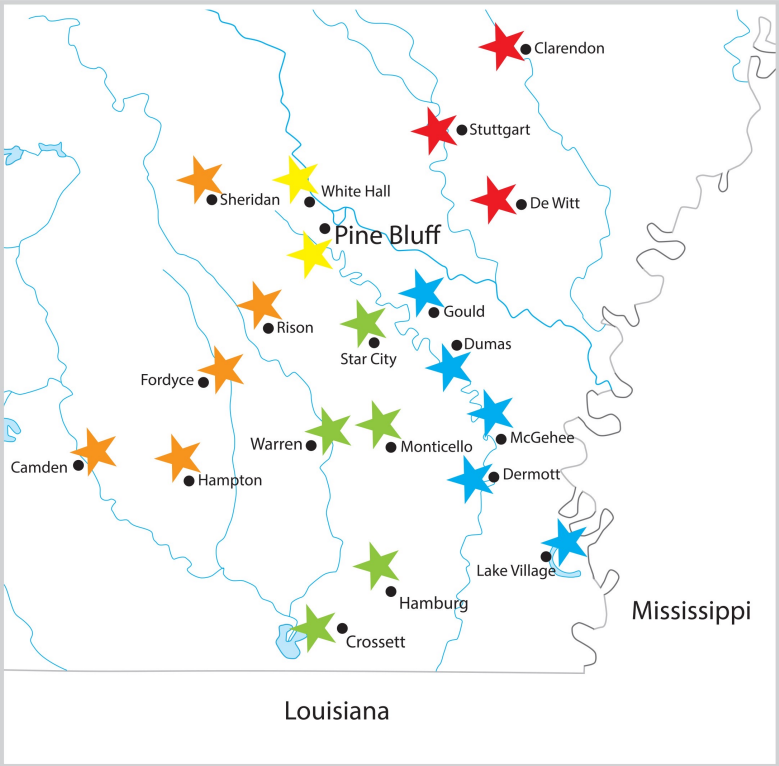 Clarendon
Stuttgart
White Hall
Sheridan
De Witt
Pine Bluff
Gould
Rison
Dumas
Star City
Fordyce
McGehee
Warren
Monticello
Camden
Dermott
Hampton
Lake Village
Hamburg
Mississippi
Crossett
Louisiana